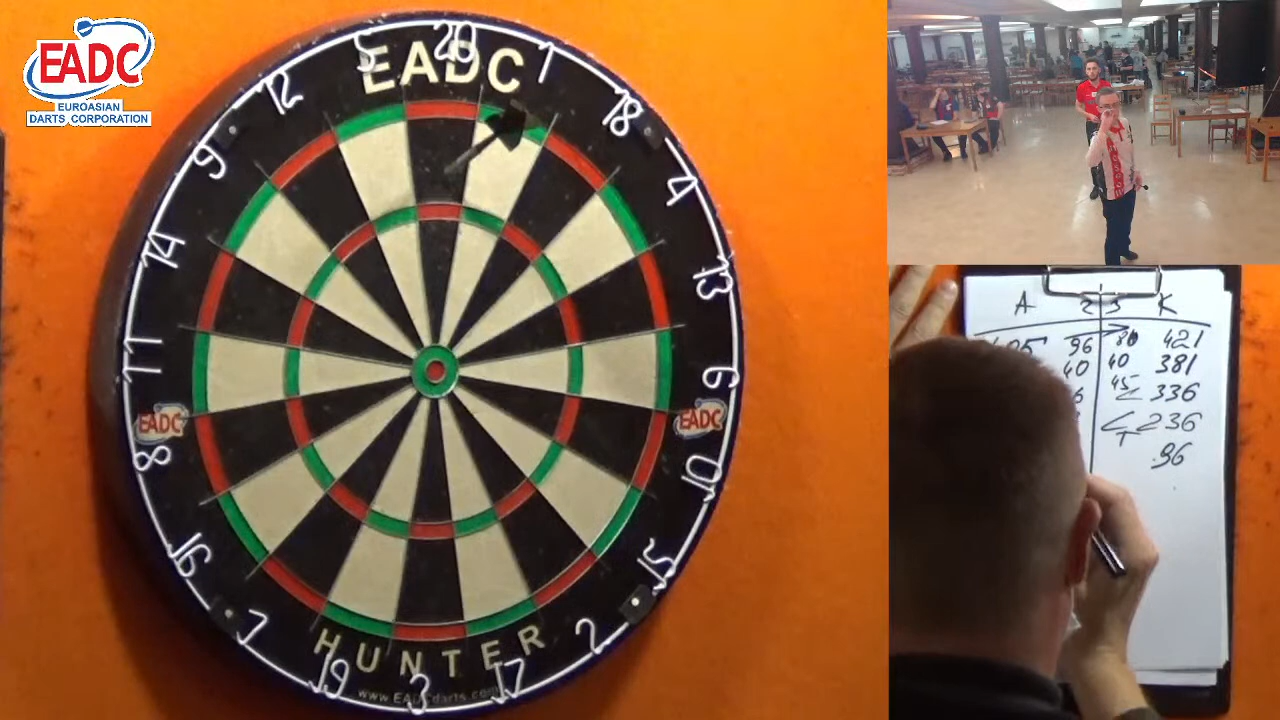 EADC
EUROASIAN
DARTS CORPORATION
EADC
20
1
18
4
13
6
10
15
2
17
3
19
7
16
8
11
14
9
12
5
EADC
EADC
HUNTER
www.EADCdarts.com
A K
96 80 421
40 40 381
45 336
236
96